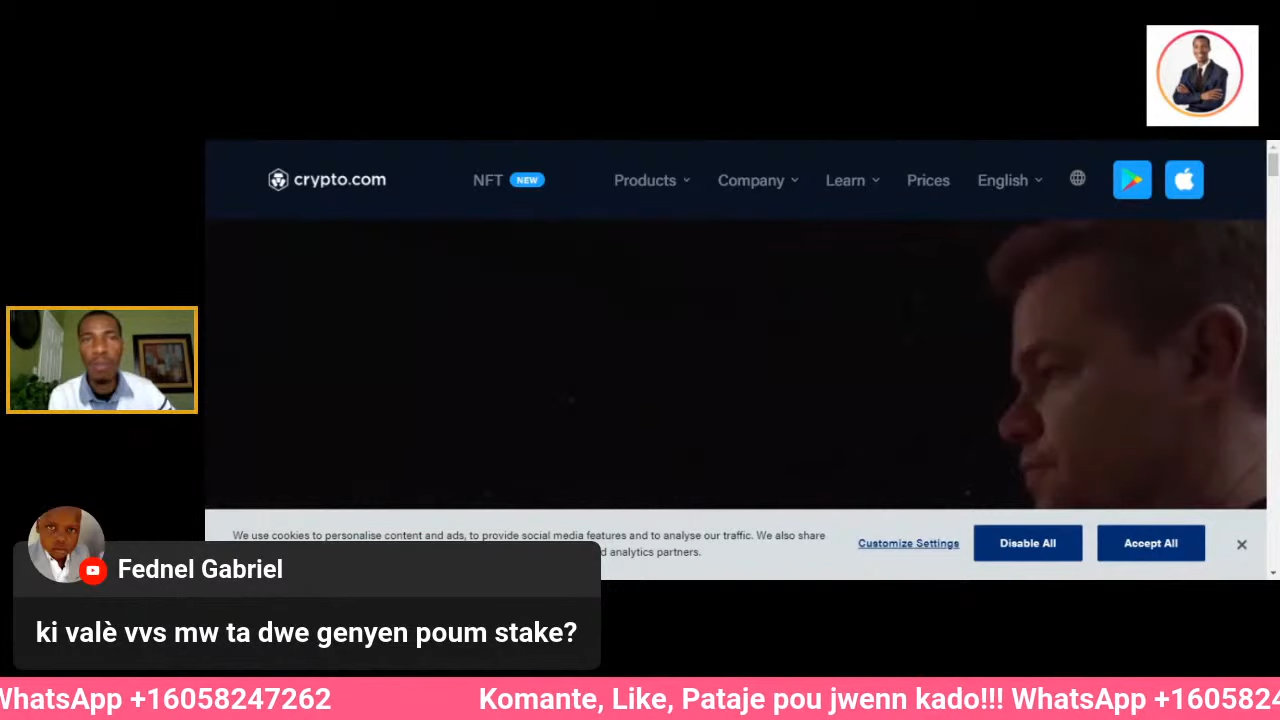 crypto.com
NFT NEW
Products
Company
Learn
Prices
English
We use cookies to personalise content and ads, to provide social media features and to analyse our traffic. We also share
d analytics partners.
Customize Settings
Disable All
Accept All
Fednel Gabriel
ki valè vvs mw ta dwe genyen poum stake?
WhatsApp +16058247262 Komante, Like, Pataje pou jwenn kado!!! WhatsApp +1605824